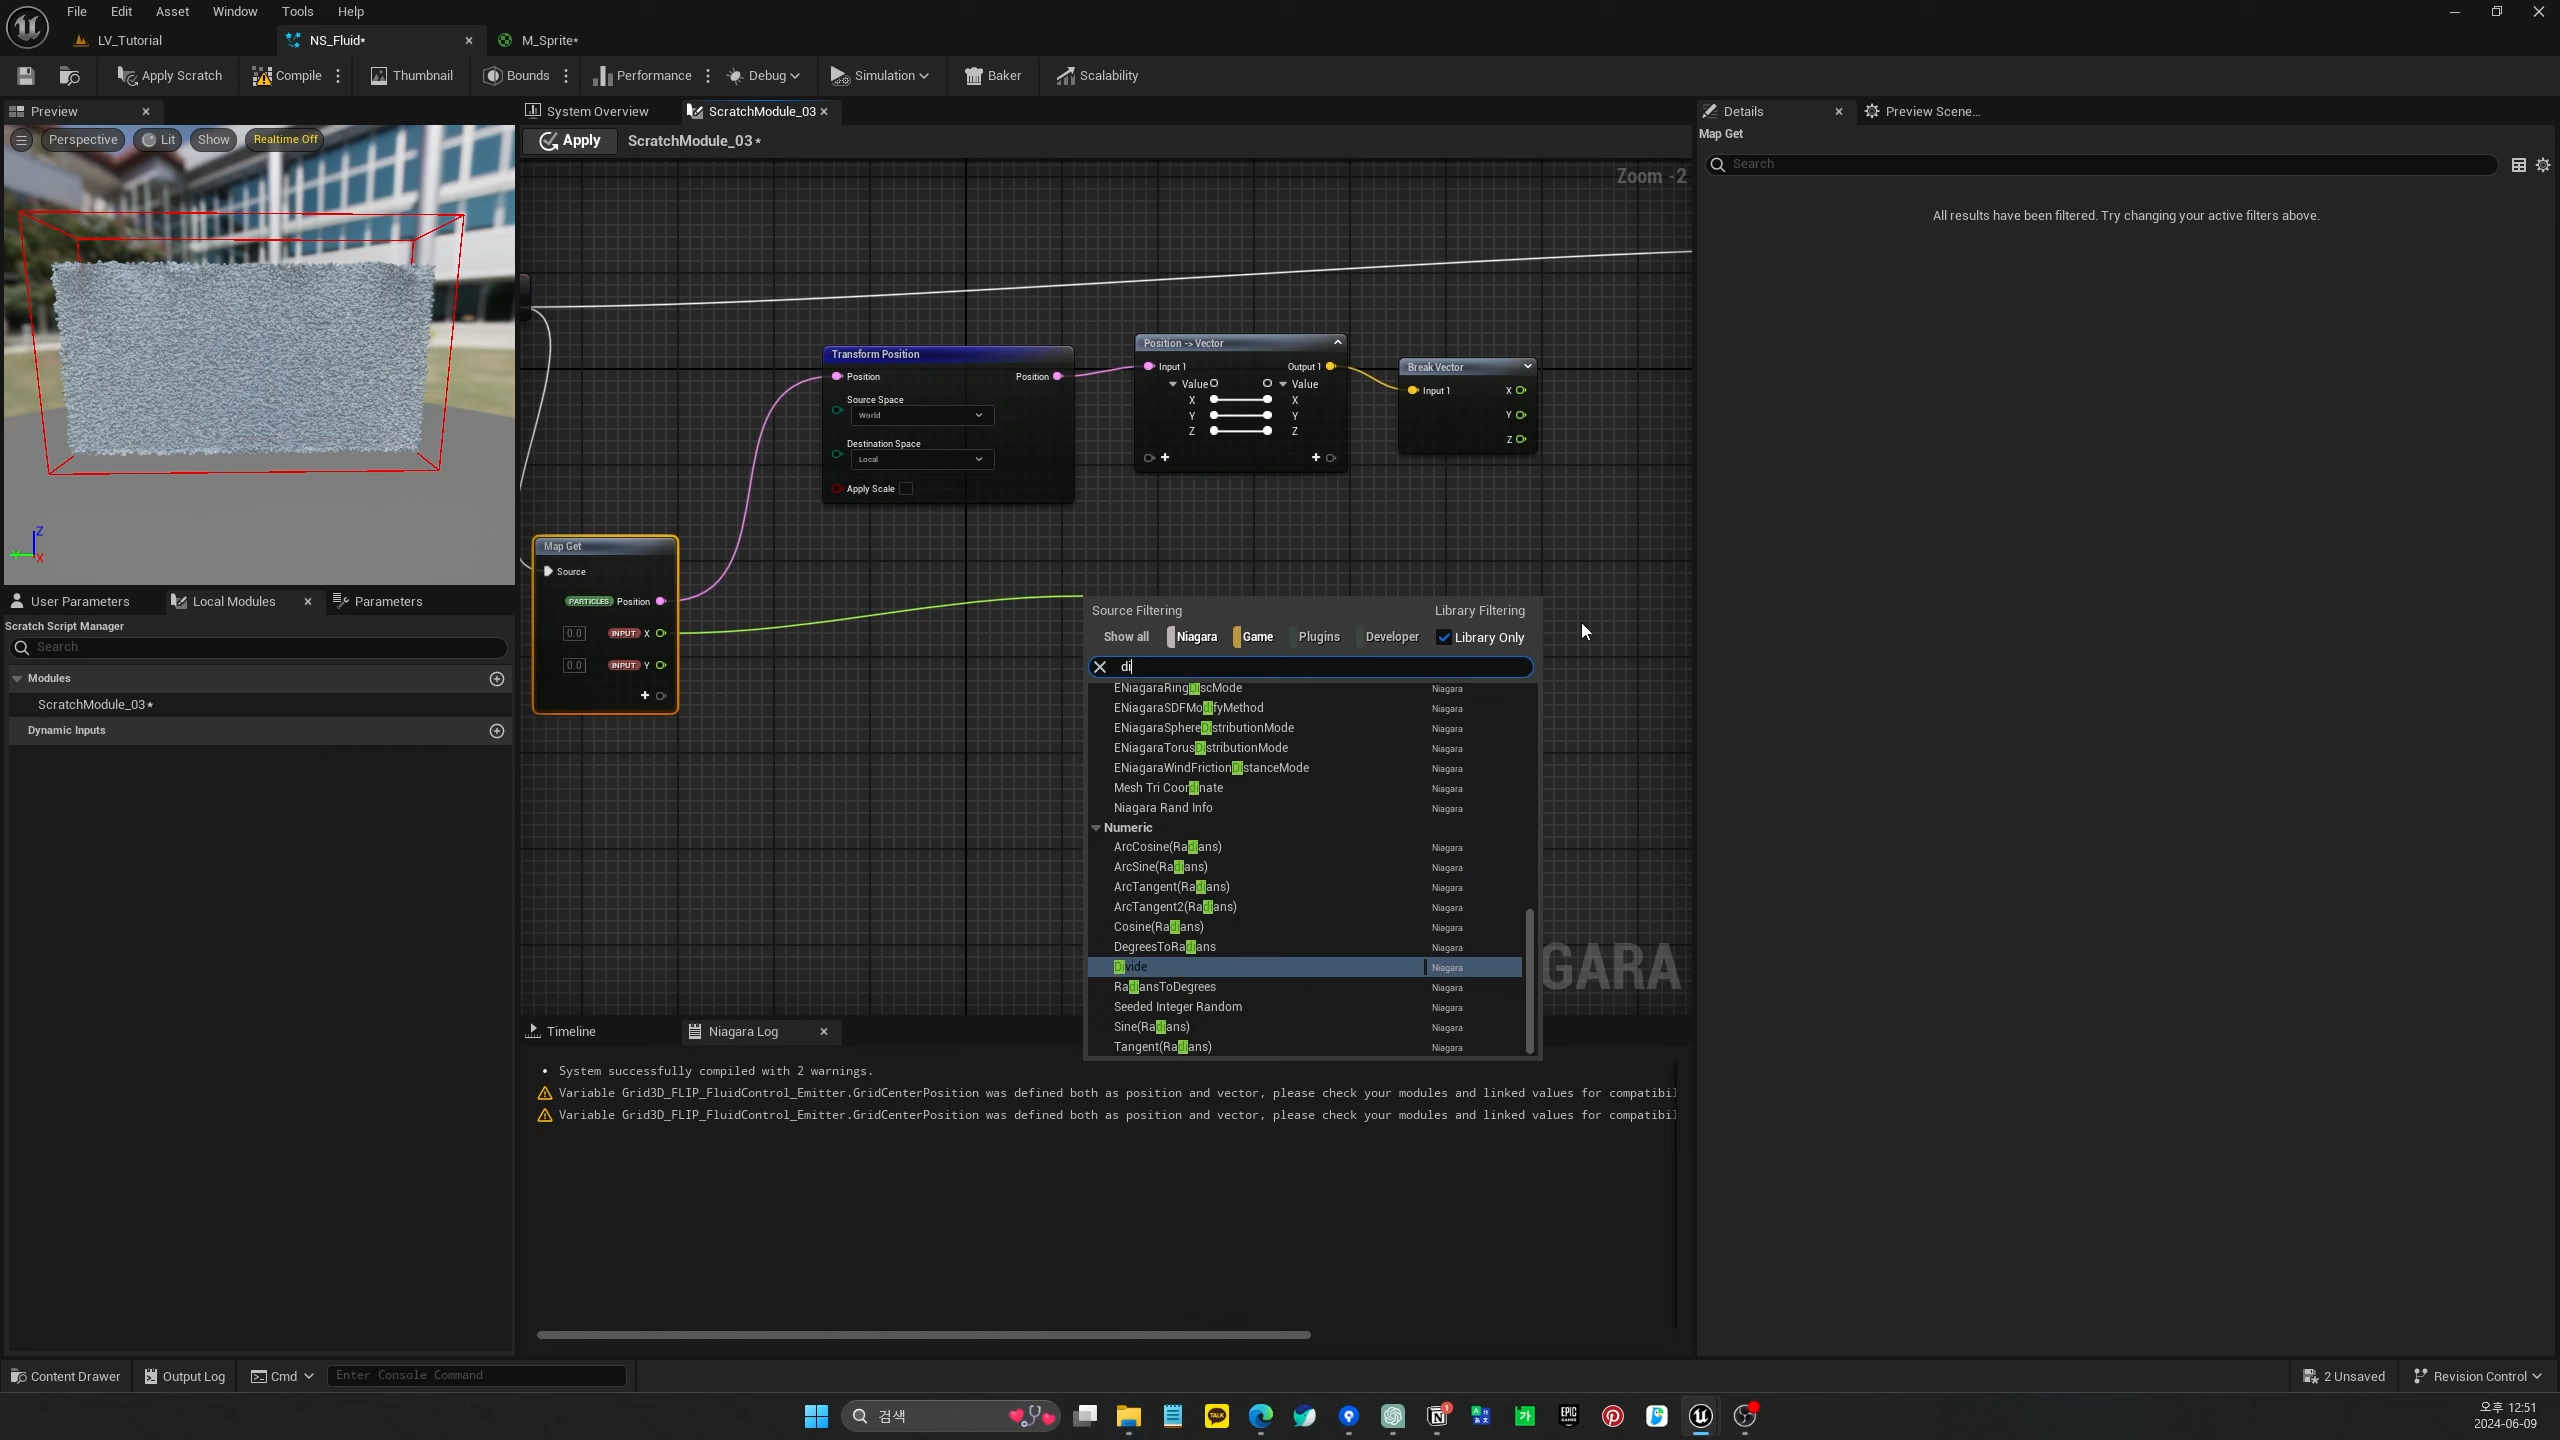 File Edit Asset Window Tools Help
LV_Tutorial NS_Fluid* M_Sprite*
Apply Scratch Compile Thumbnail Bounds Performance Debug Simulation Baker Scalability
Preview System Overview ScratchModule_03 Details Preview Scene...
Perspective Lit Show Realtime Off
Apply ScratchModule_03*
Map Get
Search
All results have been filtered. Try changing your active filters above.
Zoom -2
Transform Position
Position Position
Source Space
World
Destination Space
Local
Apply Scale
Position -> Vector
Input 1 Output 1
Value Value
X X
Y Y
Z Z
Break Vector
Input 1 X
Y
Z
Map Get
Source
PARTICLES Position
0.0 INPUT X
0.0 INPUT Y
Z
X
User Parameters Local Modules Parameters
Scratch Script Manager
Search
Modules
ScratchModule_03*
Dynamic Inputs
Source Filtering Library Filtering
Show all Niagara Game Plugins Developer Library Only
di
ENiagaraRingDiscMode Niagara
ENiagaraSDFModifyMethod Niagara
ENiagaraSphereDistributionMode Niagara
ENiagaraTorusDistributionMode Niagara
ENiagaraWindFrictionDistanceMode Niagara
Mesh Tri Coordinate Niagara
Niagara Rand Info Niagara
Numeric
ArcCosine(Radians) Niagara
ArcSine(Radians) Niagara
ArcTangent(Radians) Niagara
ArcTangent2(Radians) Niagara
Cosine(Radians) Niagara
DegreesToRadians Niagara
Divide Niagara
RadiansToDegrees Niagara
Seeded Integer Random Niagara
Sine(Radians) Niagara
Tangent(Radians) Niagara
GARA
Timeline Niagara Log
System successfully compiled with 2 warnings.
Variable Grid3D_FLIP_FluidControl_Emitter.GridCenterPosition was defined both as position and vector, please check your modules and linked values for compatibil
Variable Grid3D_FLIP_FluidControl_Emitter.GridCenterPosition was defined both as position and vector, please check your modules and linked values for compatibil
Content Drawer Output Log Cmd Enter Console Command 2 Unsaved Revision Control
검색
TALK
EPIC GAMES
오후 12:51
2024-06-09